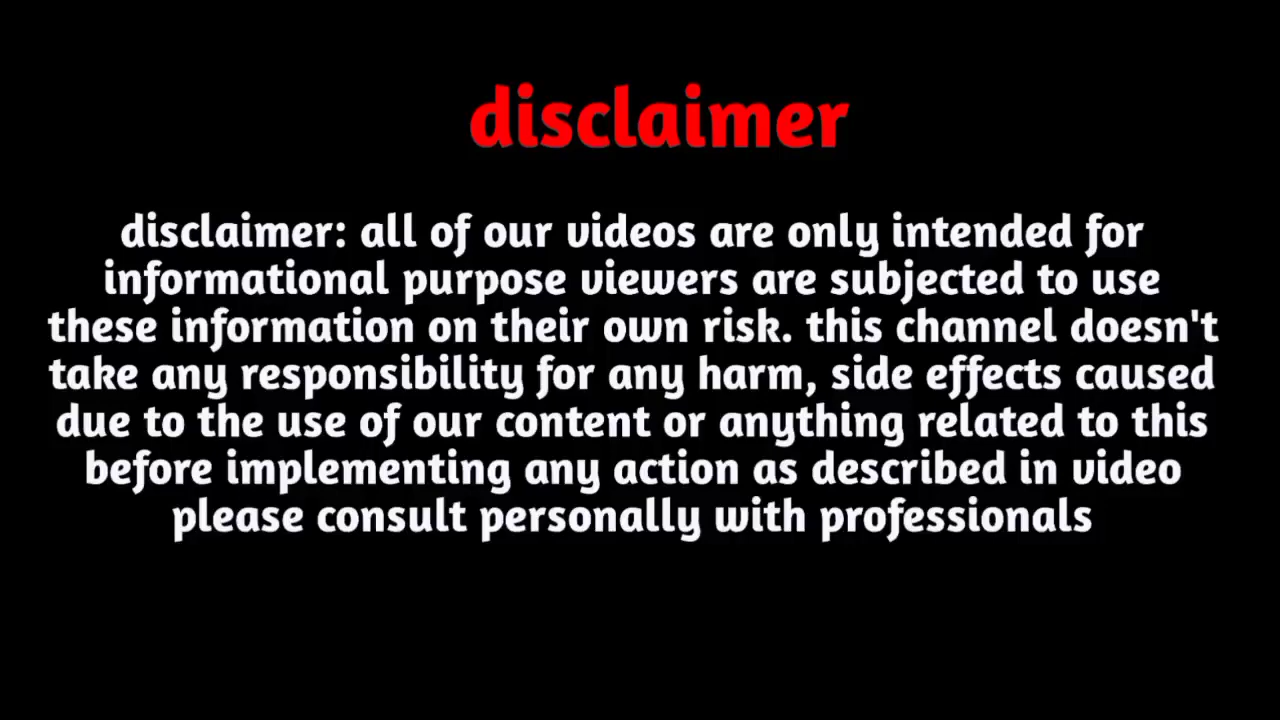 disclaimer
disclaimer: all of our videos are only intended for
informational purpose viewers are subjected to use
these information on their own risk. this channel doesn't
take any responsibility for any harm, side effects caused
due to the use of our content or anything related to this
before implementing any action as described in video
please consult personally with professionals